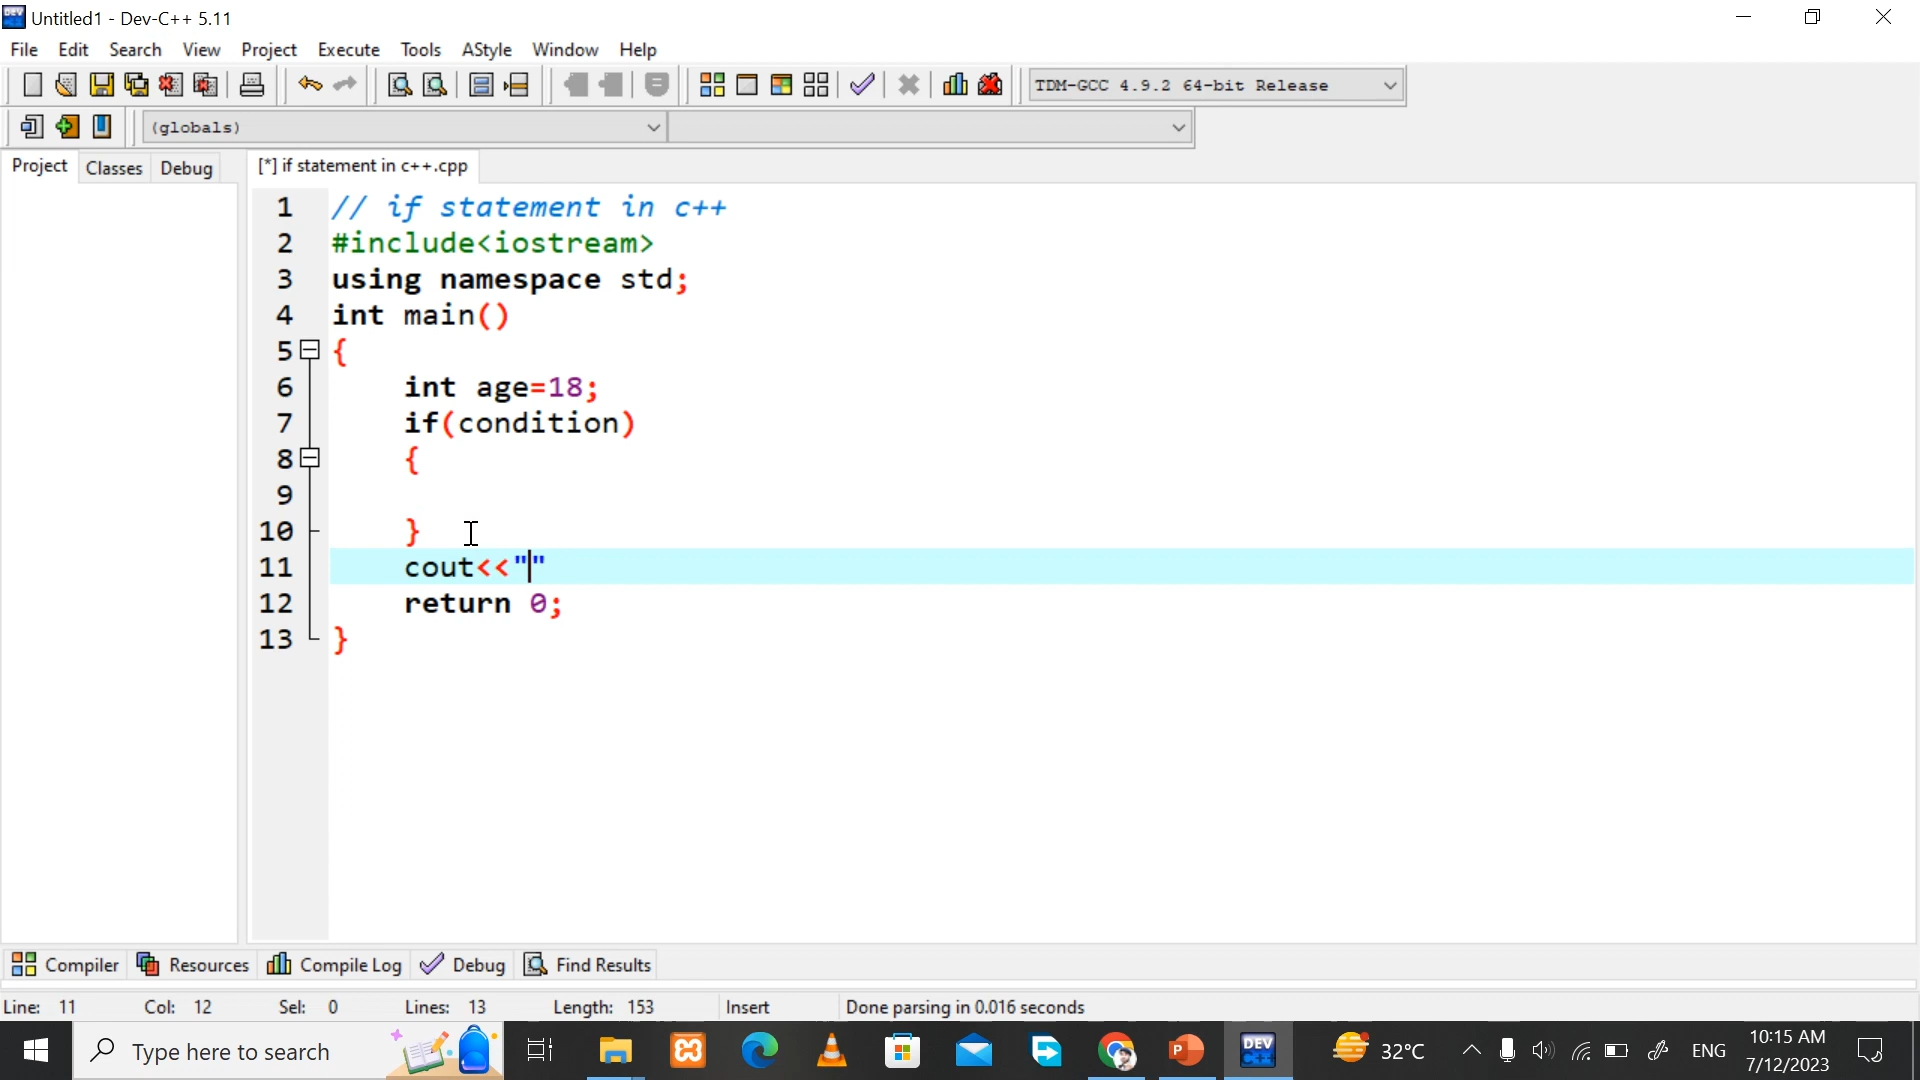 Untitled1 - Dev-C++ 5.11
File Edit Search View Project Execute Tools AStyle Window Help
TDM-GCC 4.9.2 64-bit Release
(globals)
Project Classes Debug [*] if statement in c++.cpp
1 // if statement in c++
2 #include<iostream>
3 using namespace std;
4 int main()
5 {
6 int age=18;
7 if(condition)
8 {
9
10 }
11 cout<<""
12 return 0;
13 }
Compiler Resources Compile Log Debug Find Results
Line: 11 Col: 12 Sel: 0 Lines: 13 Length: 153 Insert Done parsing in 0.016 seconds
Type here to search DEV C++ 32°C ENG 10:15 AM
7/12/2023